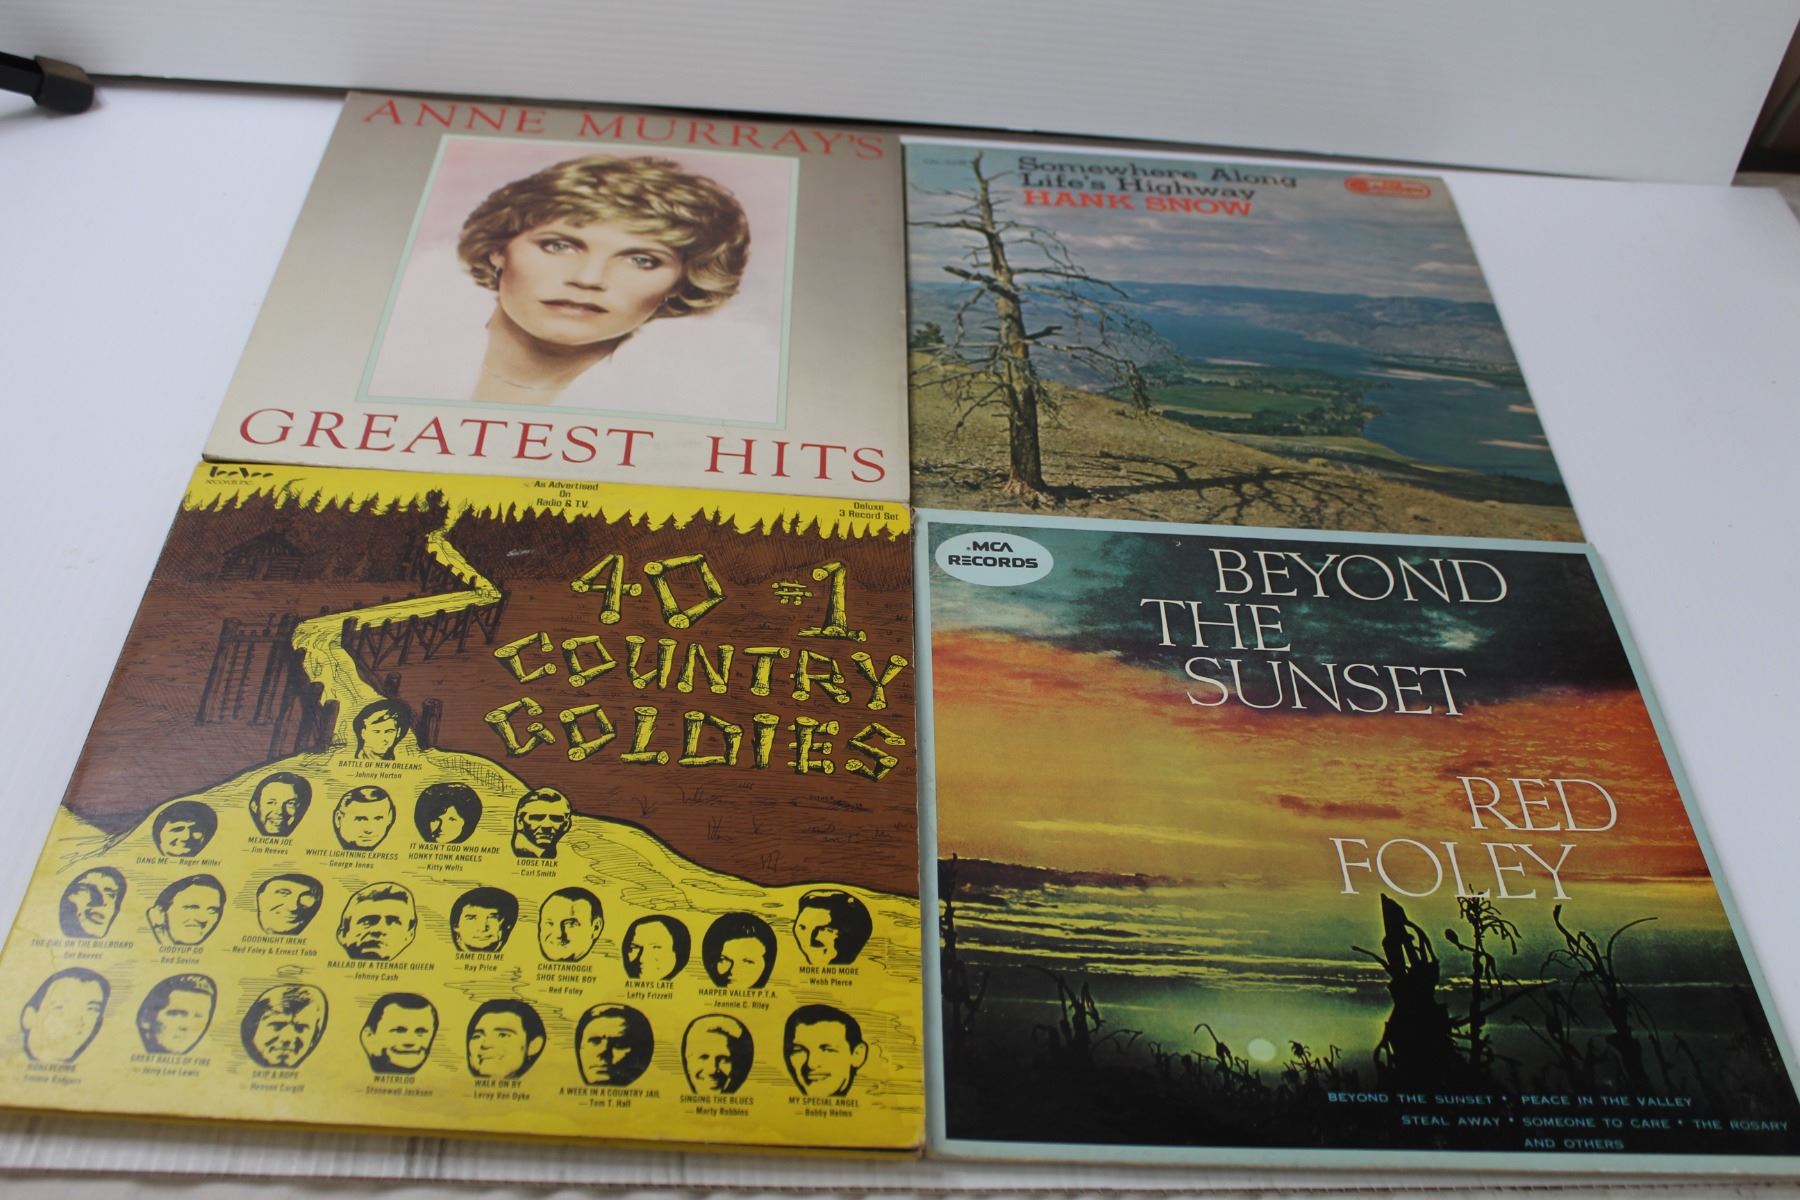 ANNE MURRAY'S
GREATEST HITS
Somewhere Along
Life's Highway
HANK SNOW
records inc.
As Advertised
On
Radio & T.V.
Deluxe
3 Record Set
40 #1
COUNTRY
GOLDIES
BATTLE OF NEW ORLEANS
—Johnny Horton
DANG ME—Roger Miller
MEXICAN JOE
—Jim Reeves
WHITE LIGHTNING EXPRESS
—George Jones
IT WASN'T GOD WHO MADE
HONKY TONK ANGELS
—Kitty Wells
LOOSE TALK
—Carl Smith
THE GIRL ON THE BILLBOARD
Del Reeves
GIDDYUP GO
Red Sovine
GOODNIGHT IRENE
Red Foley & Ernest Tubb
BALLAD OF A TEENAGE QUEEN
—Johnny Cash
SAME OLD ME
—Ray Price
CHATTANOOGIE
SHOE SHINE BOY
—Red Foley
ALWAYS LATE
—Lefty Frizzell
HARPER VALLEY P.T.A.
—Jeannie C. Riley
MORE AND MORE
—Webb Pierce
Jimmie Rodgers
GREAT BALLS OF FIRE
—Jerry Lee Lewis
SKIP A ROPE
—Henson Cargill
WATERLOO
—Stonewall Jackson
WALK ON BY
—Leroy Van Dyke
A WEEK IN A COUNTRY JAIL
—Tom T. Hall
SINGING THE BLUES
—Marty Robbins
MY SPECIAL ANGEL
—Bobby Helms
MCA
RECORDS
BEYOND
THE
SUNSET
RED
FOLEY
BEYOND THE SUNSET • PEACE IN THE VALLEY
STEAL AWAY • SOMEONE TO CARE • THE ROSARY
AND OTHERS